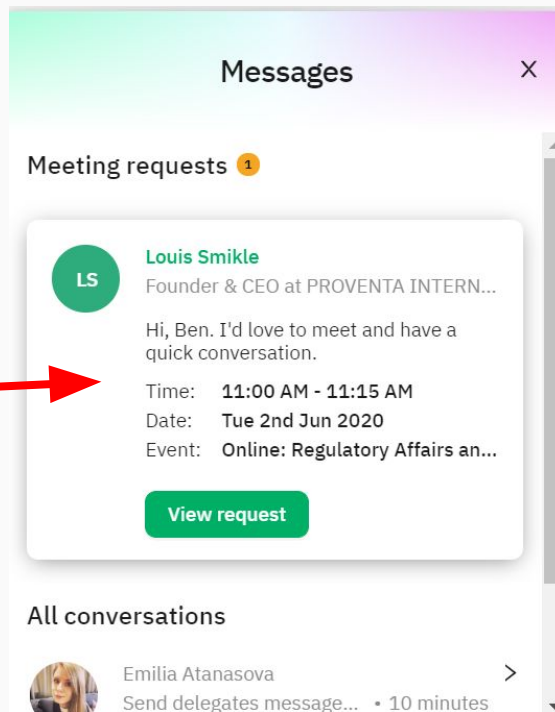 Messages X
Meeting requests 1
LS
Louis Smikle
Founder & CEO at PROVENTA INTERN...
Hi, Ben. I'd love to meet and have a
quick conversation.
Time: 11:00 AM - 11:15 AM
Date: Tue 2nd Jun 2020
Event: Online: Regulatory Affairs an...
View request
All conversations
Emilia Atanasova
Send delegates message... • 10 minutes